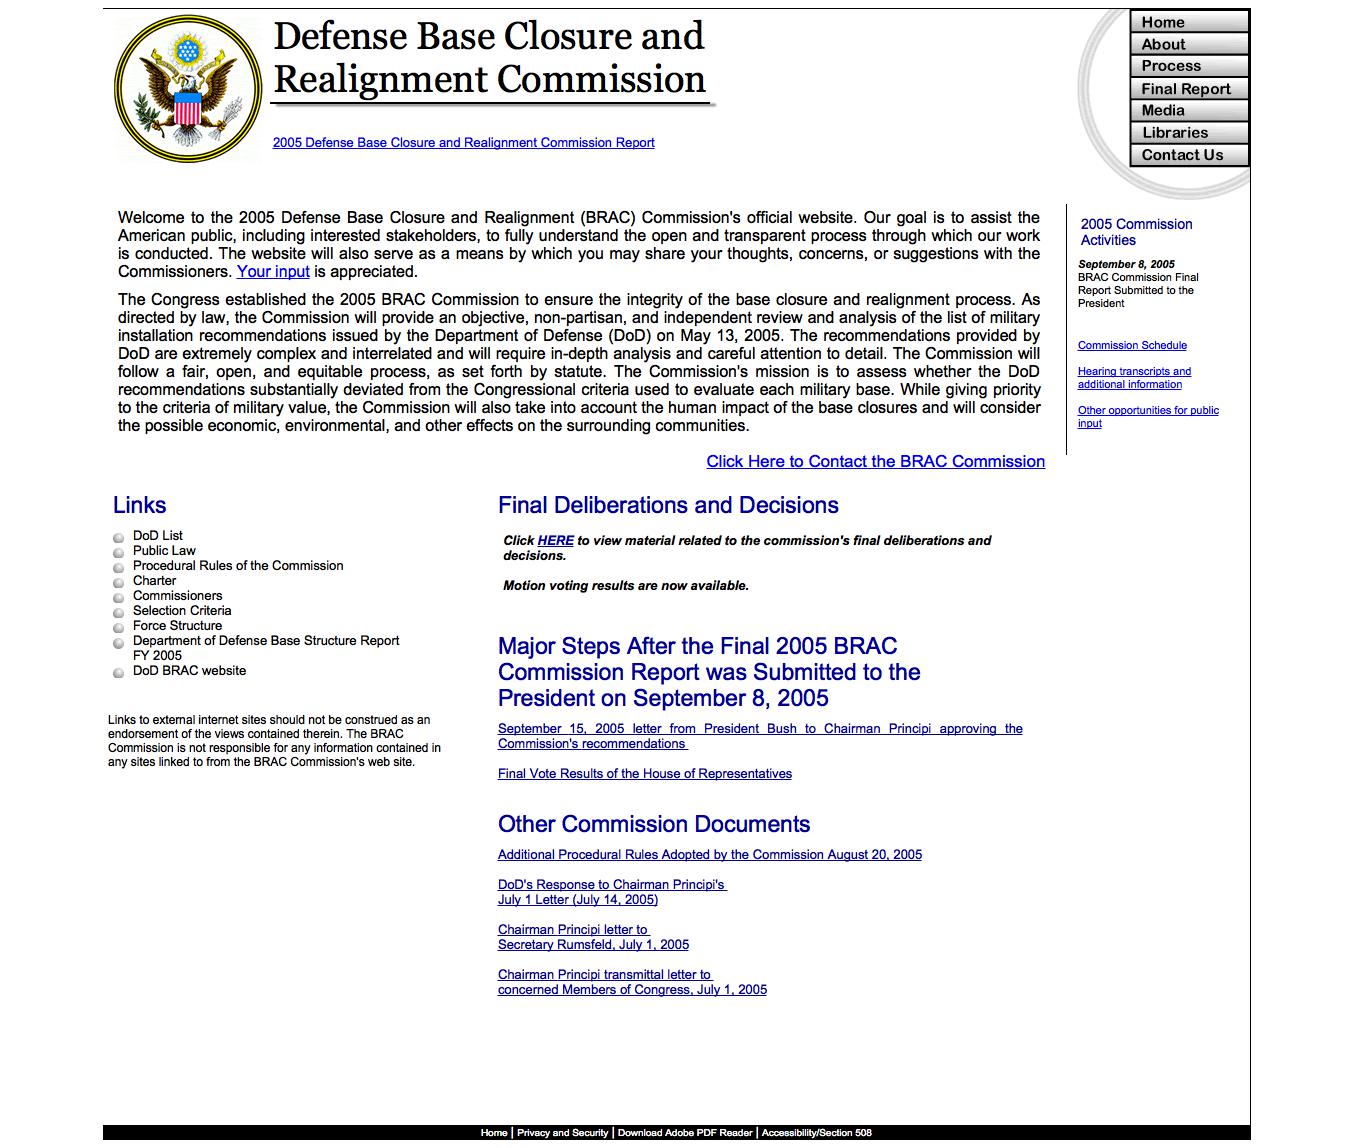 Defense Base Closure and
Realignment Commission
2005 Defense Base Closure and Realignment Commission Report
Home
About
Process
Final Report
Media
Libraries
Contact Us
Welcome to the 2005 Defense Base Closure and Realignment (BRAC) Commission's official website. Our goal is to assist the
American public, including interested stakeholders, to fully understand the open and transparent process through which our work
is conducted. The website will also serve as a means by which you may share your thoughts, concerns, or suggestions with the
Commissioners. Your input is appreciated.
The Congress established the 2005 BRAC Commission to ensure the integrity of the base closure and realignment process. As
directed by law, the Commission will provide an objective, non-partisan, and independent review and analysis of the list of military
installation recommendations issued by the Department of Defense (DoD) on May 13, 2005. The recommendations provided by
DoD are extremely complex and interrelated and will require in-depth analysis and careful attention to detail. The Commission will
follow a fair, open, and equitable process, as set forth by statute. The Commission's mission is to assess whether the DoD
recommendations substantially deviated from the Congressional criteria used to evaluate each military base. While giving priority
to the criteria of military value, the Commission will also take into account the human impact of the base closures and will consider
the possible economic, environmental, and other effects on the surrounding communities.
Click Here to Contact the BRAC Commission
2005 Commission
Activities
September 8, 2005
BRAC Commission Final
Report Submitted to the
President
Commission Schedule
Hearing transcripts and
additional information
Other opportunities for public
input
Links
DoD List
Public Law
Procedural Rules of the Commission
Charter
Commissioners
Selection Criteria
Force Structure
Department of Defense Base Structure Report
FY 2005
DoD BRAC website
Links to external internet sites should not be construed as an
endorsement of the views contained therein. The BRAC
Commission is not responsible for any information contained in
any sites linked to from the BRAC Commission's web site.
Final Deliberations and Decisions
Click HERE to view material related to the commission's final deliberations and
decisions.
Motion voting results are now available.
Major Steps After the Final 2005 BRAC
Commission Report was Submitted to the
President on September 8, 2005
September 15, 2005 letter from President Bush to Chairman Principi approving the
Commission's recommendations
Final Vote Results of the House of Representatives
Other Commission Documents
Additional Procedural Rules Adopted by the Commission August 20, 2005
DoD's Response to Chairman Principi's
July 1 Letter (July 14, 2005)
Chairman Principi letter to
Secretary Rumsfeld, July 1, 2005
Chairman Principi transmittal letter to
concerned Members of Congress, July 1, 2005
Home | Privacy and Security | Download Adobe PDF Reader | Accessibility/Section 508